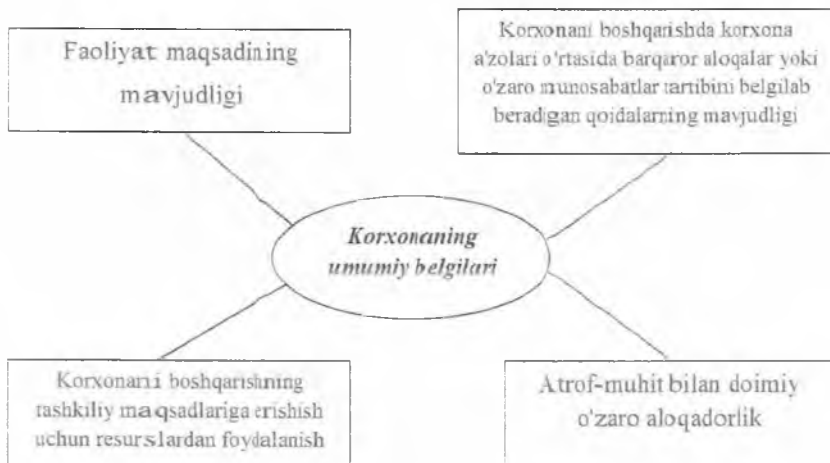 Faoliyat maqsadining
mavjudligi
Korxonani boshqarishda korxona
a'zolari o'rtasida barqaror aloqalar yoki
o'zaro munosabatlar tartibini belgilab
beradigan qoidalarning mavjudligi
Korxonaning
umumiy belgilari
Korxonani boshqarishning
tashkiliy maqsadlariga erishish
uchun resurslardan foydalanish
Atrof-muhit bilan doimiy
o'zaro aloqadorlik